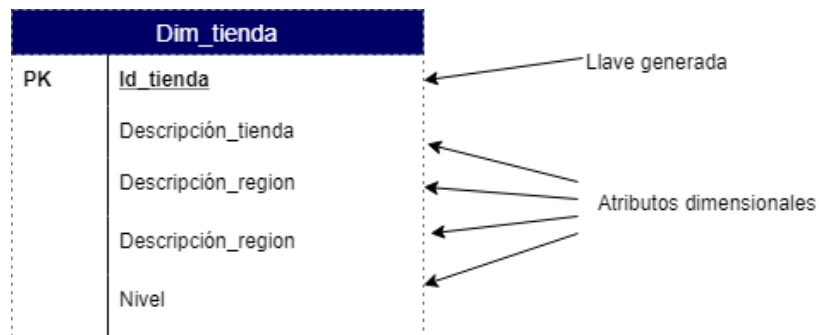 Dim_tienda
PK
Id_tienda
Llave generada
Descripción_tienda
Descripción_region
Atributos dimensionales
Descripción_region
Nivel